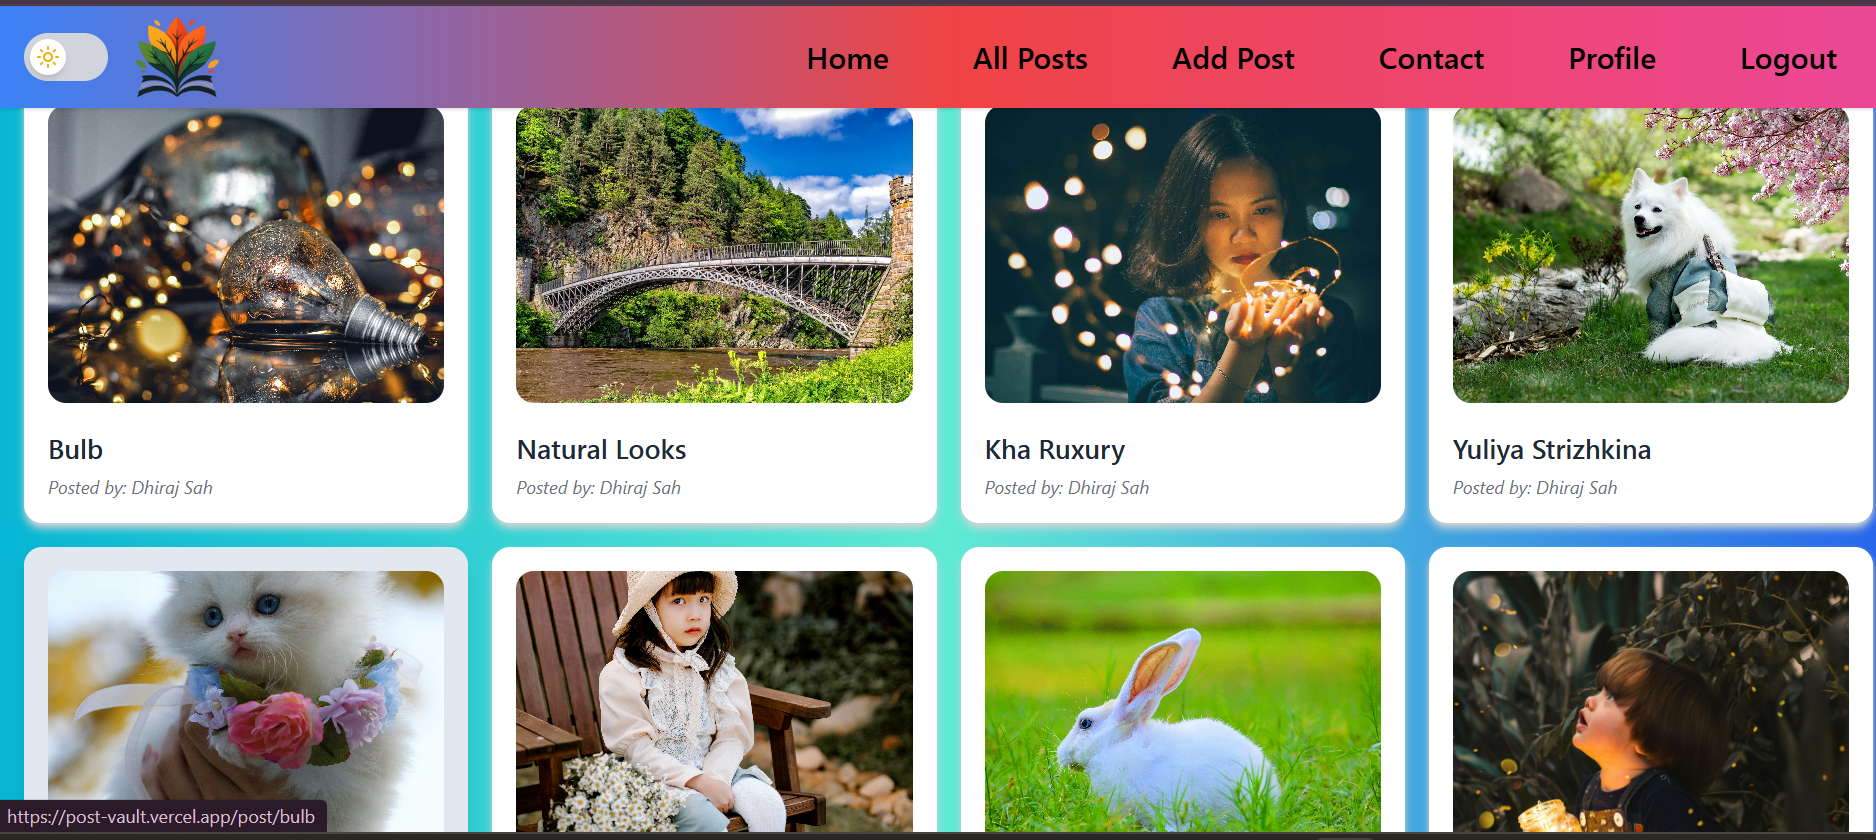 Home All Posts Add Post Contact Profile Logout
Bulb
Posted by: Dhiraj Sah
Natural Looks
Posted by: Dhiraj Sah
Kha Ruxury
Posted by: Dhiraj Sah
Yuliya Strizhkina
Posted by: Dhiraj Sah
https://post-vault.vercel.app/post/bulb